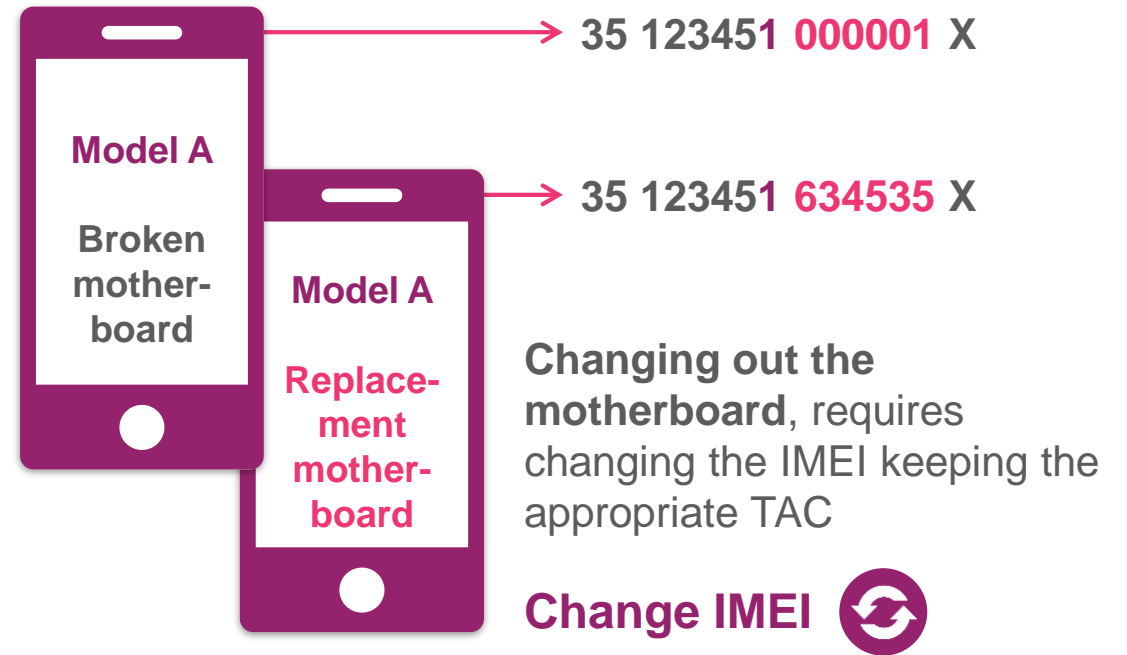 35 123451 000001 X
Model A
Broken
mother-
board
35 123451 634535 X
Model A
Replace-
ment
mother-
board
Changing out the
motherboard, requires
changing the IMEI keeping the
appropriate TAC
Change IMEI